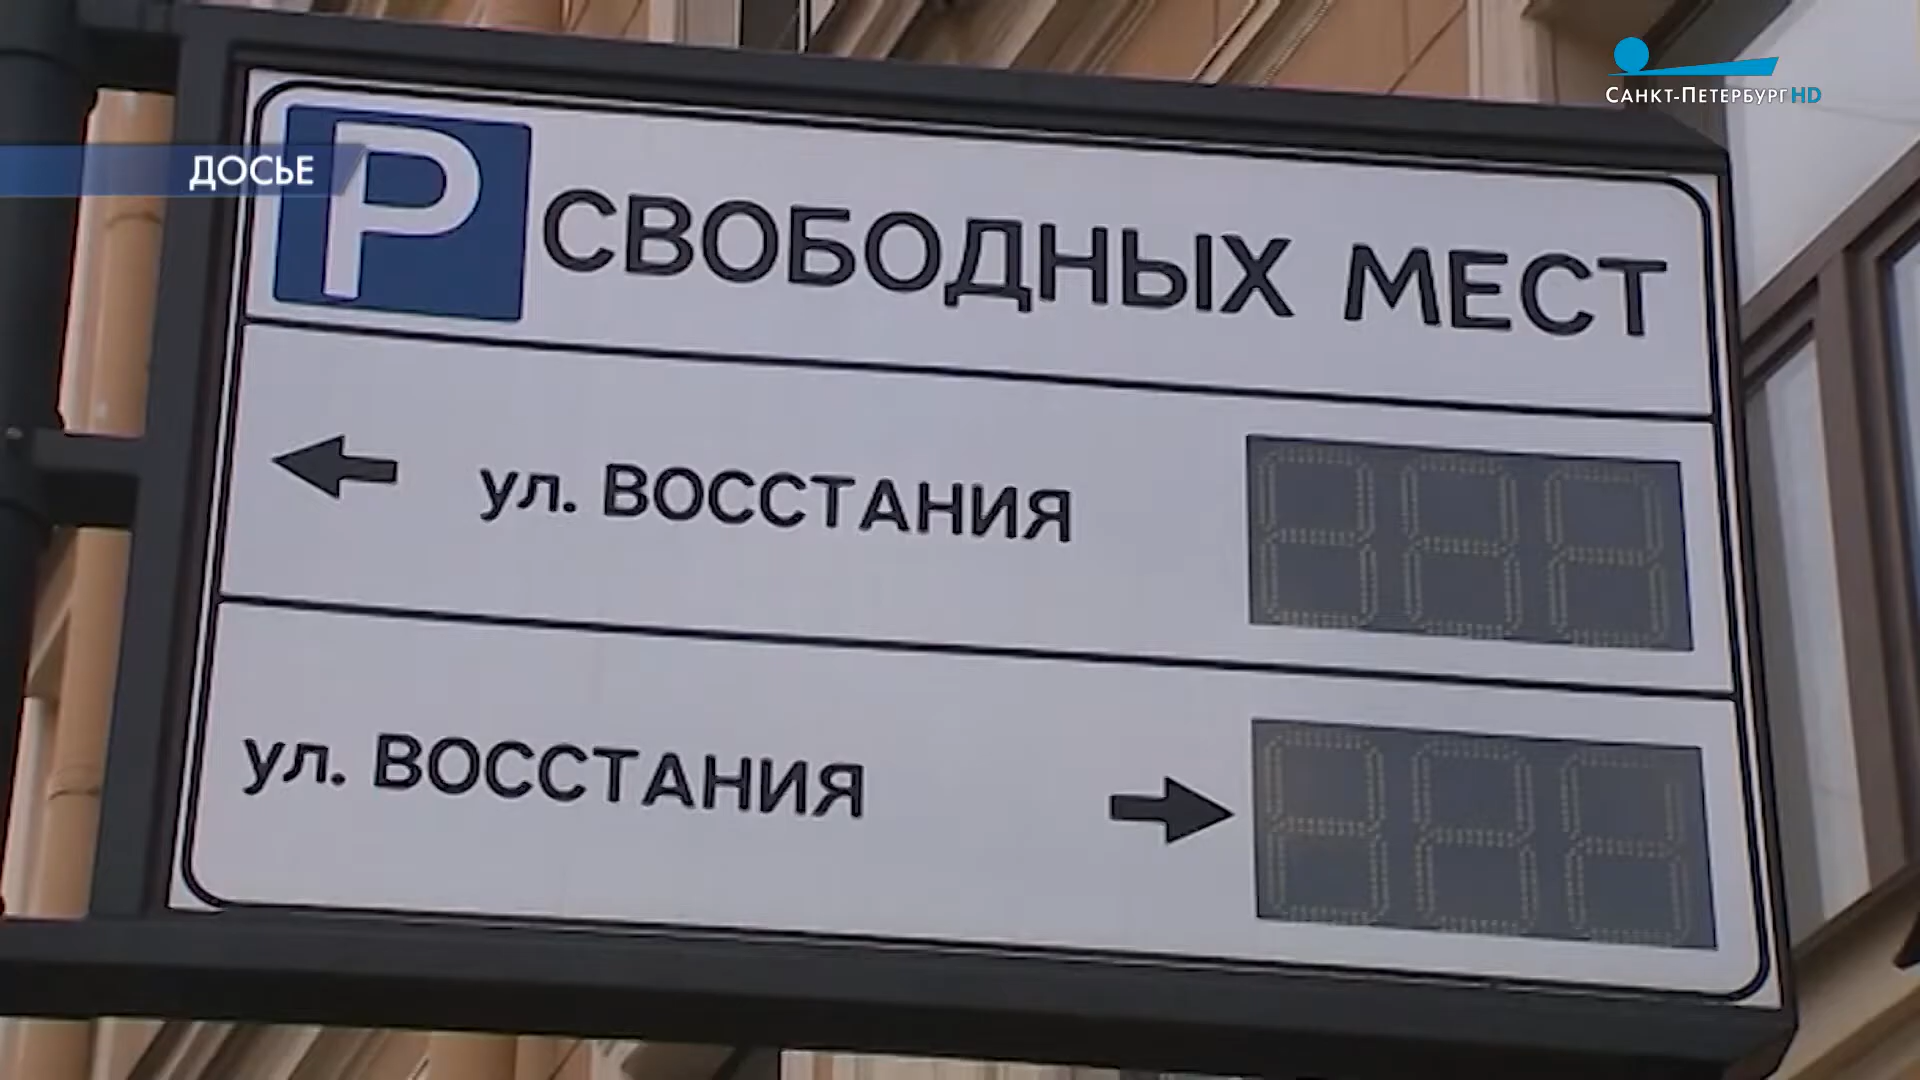 Санкт-Петербург HD
ДОСЬЕ
P СВОБОДНЫХ МЕСТ
ул. ВОССТАНИЯ
ул. ВОССТАНИЯ